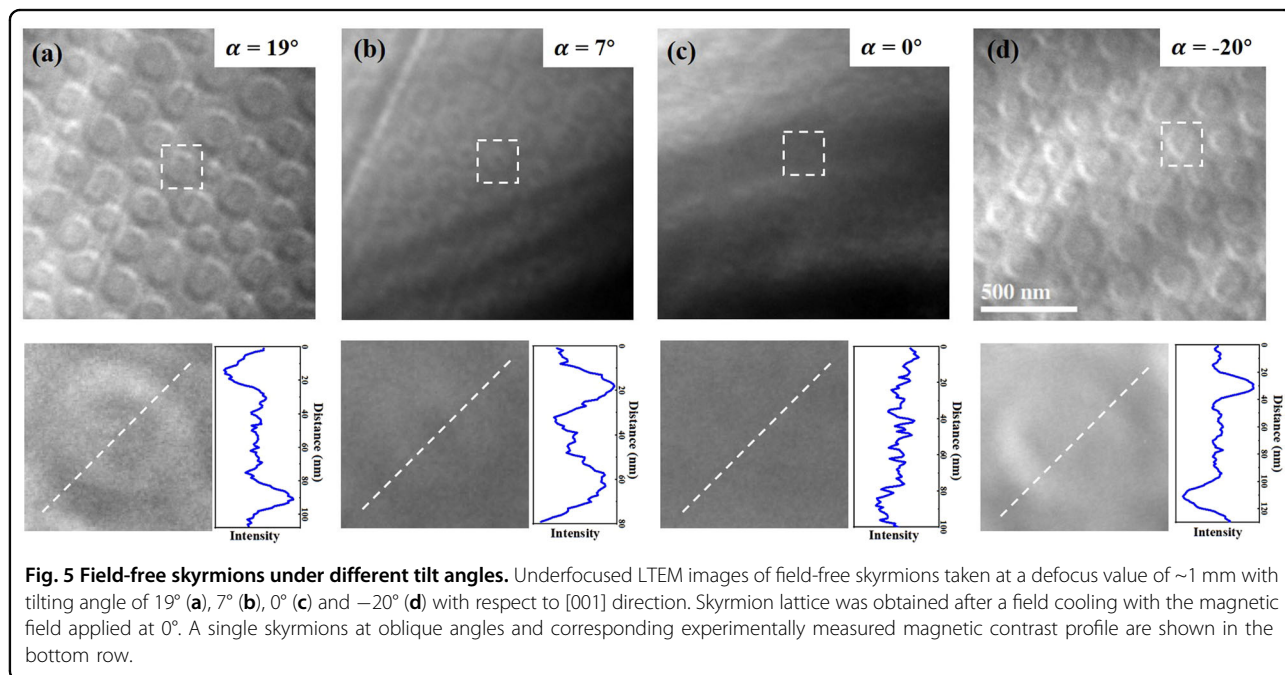 (a) α = 19°
(b) α = 7°
(c) α = 0°
(d) α = -20°
500 nm
0
20
40
60
80
100
Distance (nm)
Intensity
0
20
40
60
80
Distance (nm)
Intensity
0
20
40
60
80
100
Distance (nm)
Intensity
0
20
40
60
80
100
120
Distance (nm)
Intensity
Fig. 5 Field-free skyrmions under different tilt angles. Underfocused LTEM images of field-free skyrmions taken at a defocus value of ~1 mm with
tilting angle of 19° (a), 7° (b), 0° (c) and −20° (d) with respect to [001] direction. Skyrmion lattice was obtained after a field cooling with the magnetic
field applied at 0°. A single skyrmions at oblique angles and corresponding experimentally measured magnetic contrast profile are shown in the
bottom row.